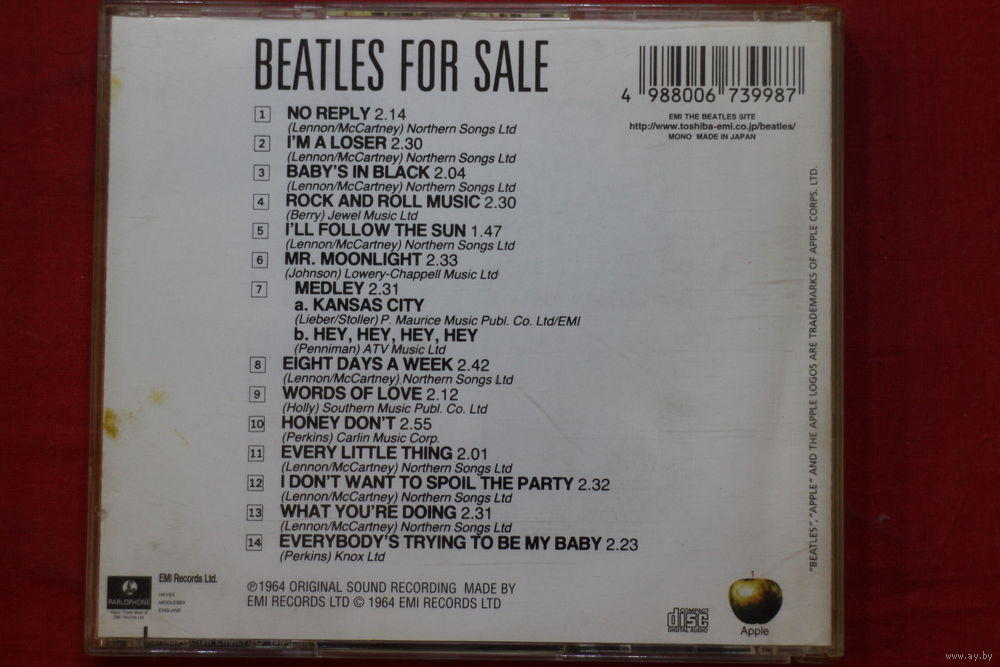 BEATLES FOR SALE
4 988006 739987
EMI THE BEATLES SITE
http://www.toshiba-emi.co.jp/beatles/
MONO MADE IN JAPAN
1 NO REPLY 2.14
(Lennon/McCartney) Northern Songs Ltd
2 I'M A LOSER 2.30
(Lennon/McCartney) Northern Songs Ltd
3 BABY'S IN BLACK 2.04
(Lennon/McCartney) Northern Songs Ltd
4 ROCK AND ROLL MUSIC 2.30
(Berry) Jewel Music Ltd
5 I'LL FOLLOW THE SUN 1.47
(Lennon/McCartney) Northern Songs Ltd
6 MR. MOONLIGHT 2.33
(Johnson) Lowery-Chappell Music Ltd
7 MEDLEY 2.31
a. KANSAS CITY
(Lieber/Stoller) P. Maurice Music Publ. Co. Ltd/EMI
b. HEY, HEY, HEY, HEY
(Penniman) ATV Music Ltd
8 EIGHT DAYS A WEEK 2.42
(Lennon/McCartney) Northern Songs Ltd
9 WORDS OF LOVE 2.12
(Holly) Southern Music Publ. Co. Ltd
10 HONEY DON'T 2.55
(Perkins) Carlin Music Corp.
11 EVERY LITTLE THING 2.01
(Lennon/McCartney) Northern Songs Ltd
12 I DON'T WANT TO SPOIL THE PARTY 2.32
(Lennon/McCartney) Northern Songs Ltd
13 WHAT YOU'RE DOING 2.31
(Lennon/McCartney) Northern Songs Ltd
14 EVERYBODY'S TRYING TO BE MY BABY 2.23
(Perkins) Knox Ltd
"BEATLES", "APPLE" AND THE APPLE LOGOS ARE TRADEMARKS OF APPLE CORPS. LTD.
PARLOPHONE
EMI Records Ltd.
HAYES
MIDDLESEX
ENGLAND
℗1964 ORIGINAL SOUND RECORDING MADE BY
EMI RECORDS LTD © 1964 EMI RECORDS LTD
COMPACT
disc
DIGITAL AUDIO
Apple
www.ay.by